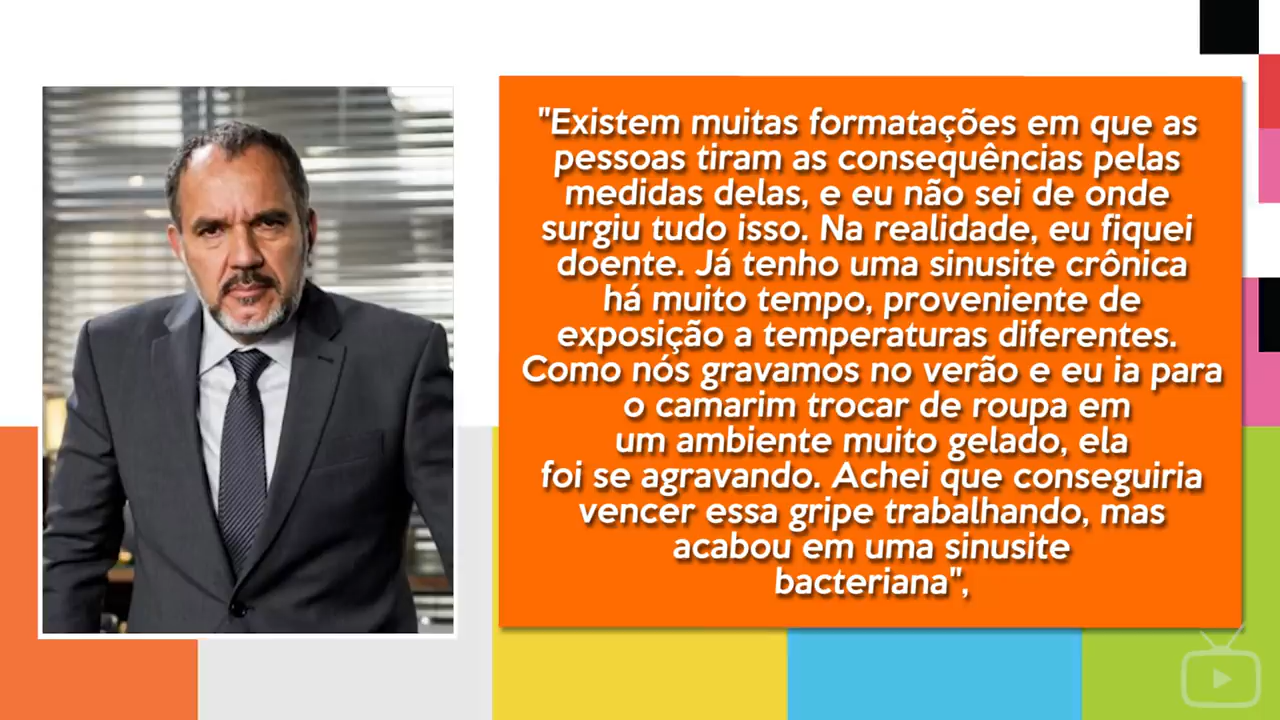 "Existem muitas formatações em que as
pessoas tiram as consequências pelas
medidas delas, e eu não sei de onde
surgiu tudo isso. Na realidade, eu fiquei
doente. Já tenho uma sinusite crônica
há muito tempo, proveniente de
exposição a temperaturas diferentes.
Como nós gravamos no verão e eu ia para
o camarim trocar de roupa em
um ambiente muito gelado, ela
foi se agravando. Achei que conseguiria
vencer essa gripe trabalhando, mas
acabou em uma sinusite
bacteriana",